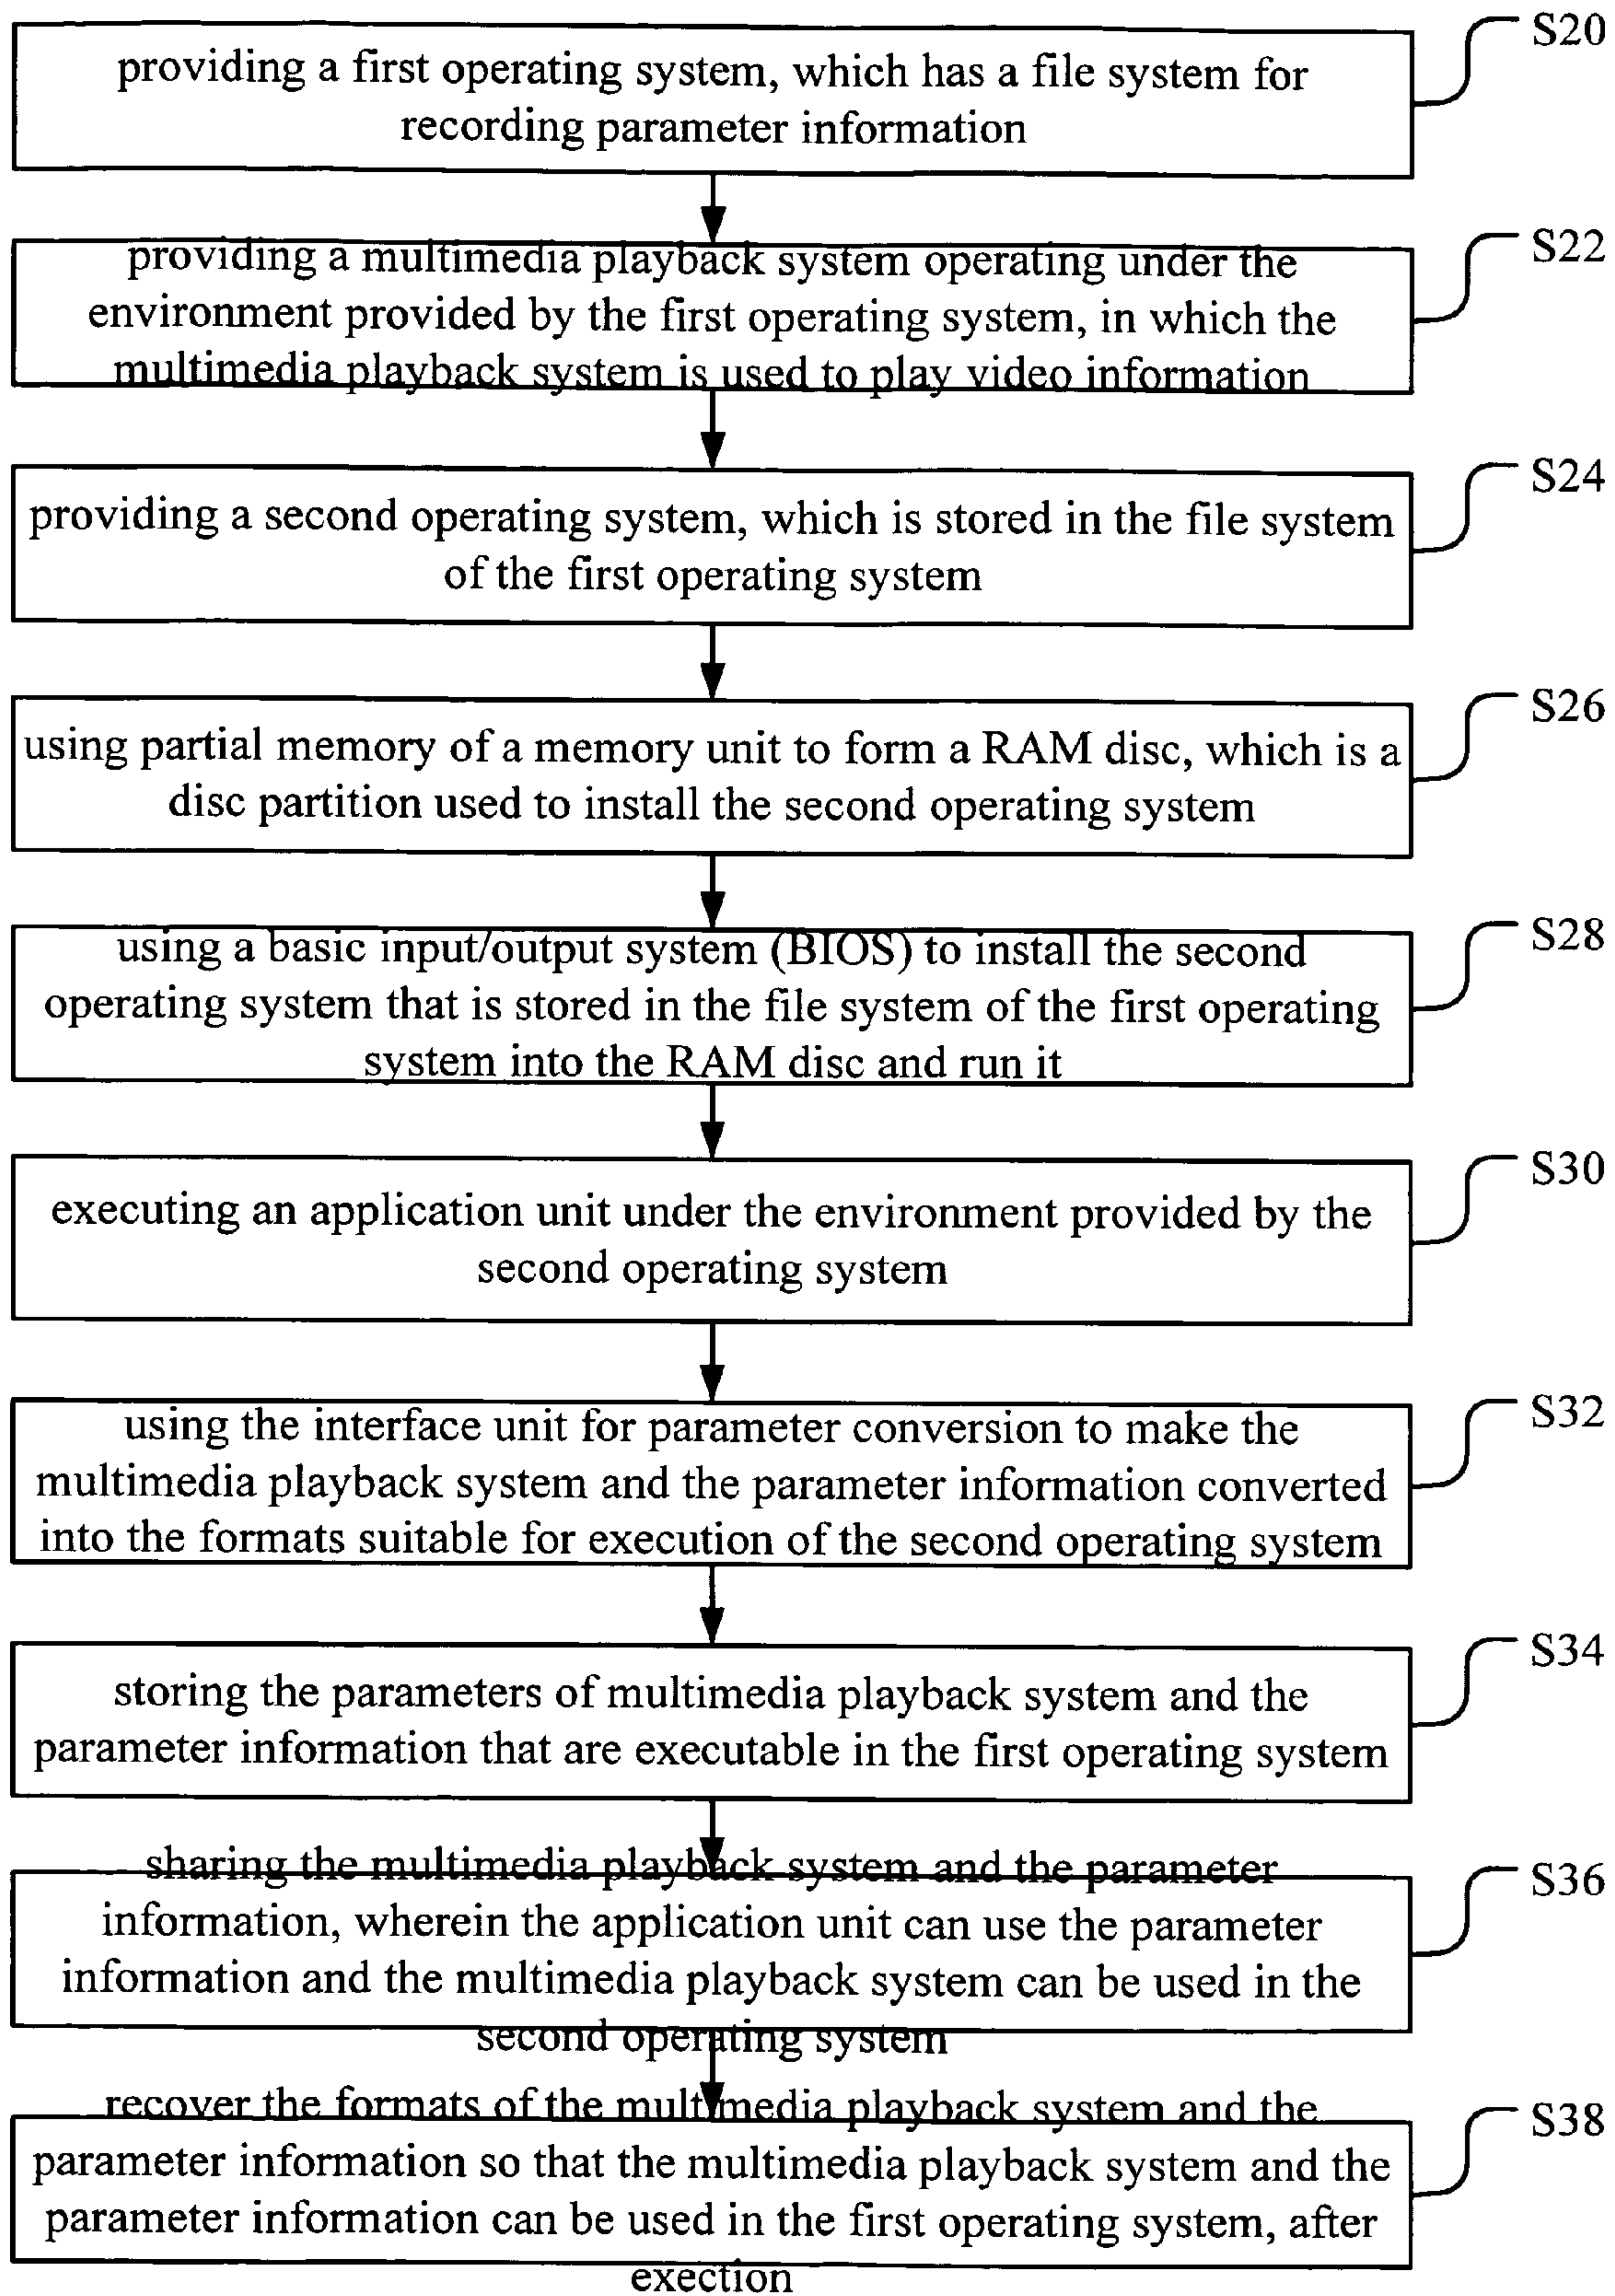 S20
providing a first operating system, which has a file system for
recording parameter information
S22
providing a multimedia playback system operating under the
environment provided by the first operating system, in which the
multimedia playback system is used to play video information
S24
providing a second operating system, which is stored in the file system
of the first operating system
S26
using partial memory of a memory unit to form a RAM disc, which is a
disc partition used to install the second operating system
S28
using a basic input/output system (BIOS) to install the second
operating system that is stored in the file system of the first operating
system into the RAM disc and run it
S30
executing an application unit under the environment provided by the
second operating system
S32
using the interface unit for parameter conversion to make the
multimedia playback system and the parameter information converted
into the formats suitable for execution of the second operating system
S34
storing the parameters of multimedia playback system and the
parameter information that are executable in the first operating system
S36
sharing the multimedia playback system and the parameter
information, wherein the application unit can use the parameter
information and the multimedia playback system can be used in the
second operating system
S38
recover the formats of the multimedia playback system and the
parameter information so that the multimedia playback system and the
parameter information can be used in the first operating system, after
exection